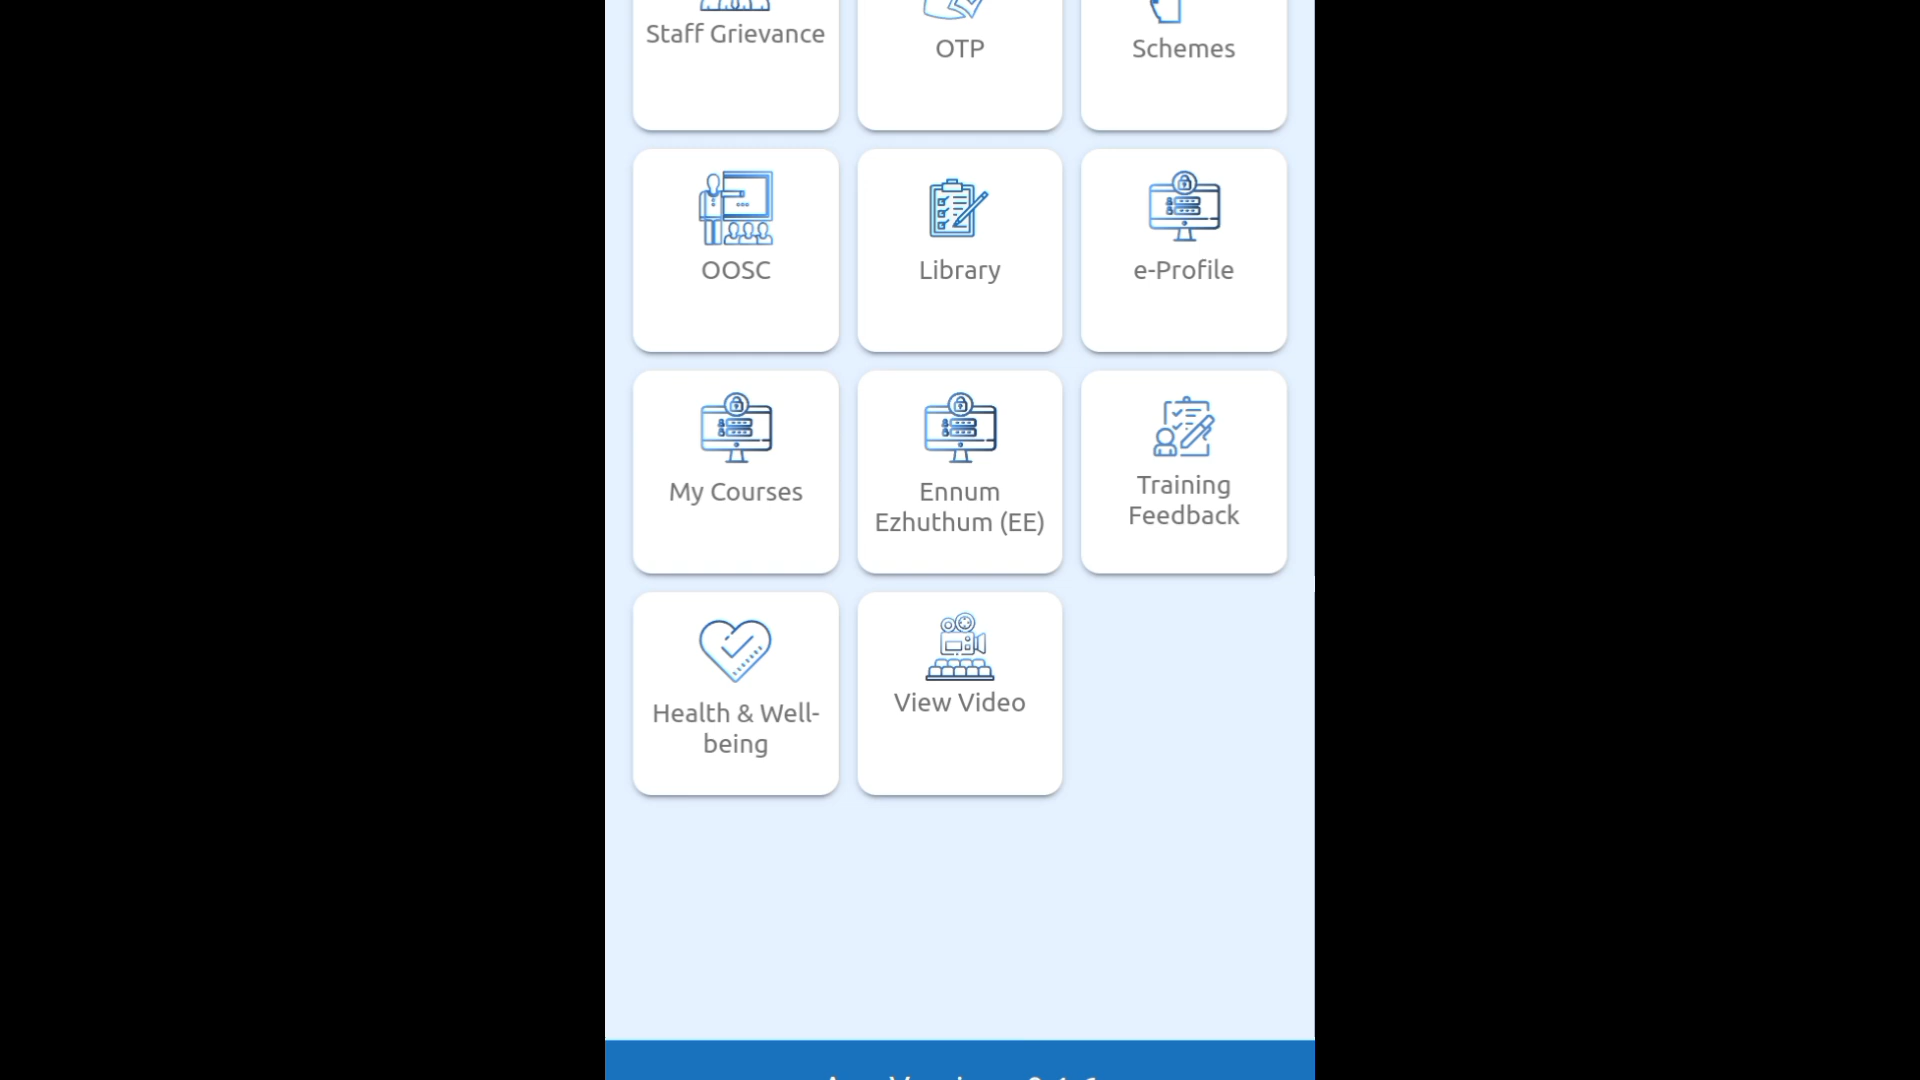 Staff Grievance
OTP
Schemes
OOSC
Library
e-Profile
My Courses
Ennum
Ezhuthum (EE)
Training
Feedback
Health & Well-
being
View Video